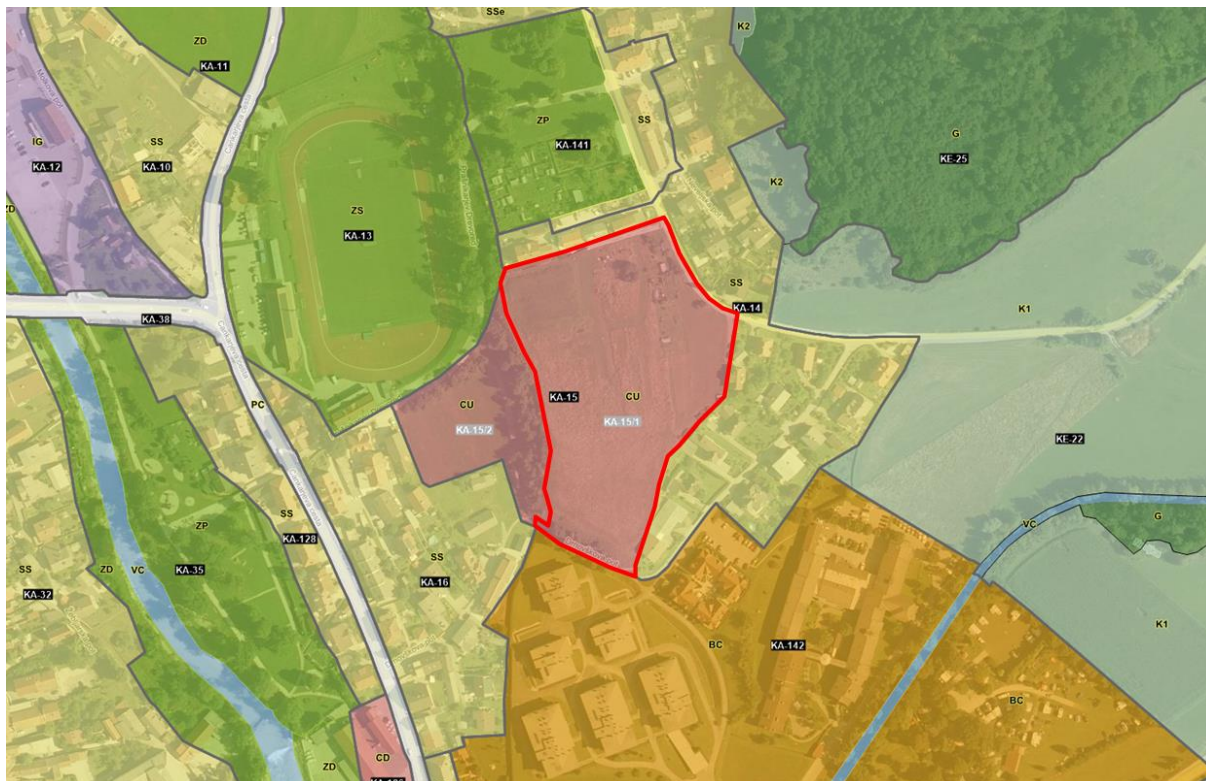 SSe
ZD
KA-11
K2
IG
KA-12
SS
KA-10
ZP
KA-141
SS
G
KE-25
K2
ZD
ZS
KA-13
SS
KA-14
K1
KA-38
PC
CU
KA-15/2
KA-15
CU
KA-15/1
KE-22
SS
KA-128
ZP
KA-35
SS
KA-16
VC
G
SS
KA-32
ZD
VC
K1
BC
KA-142
BC
CD
ZD